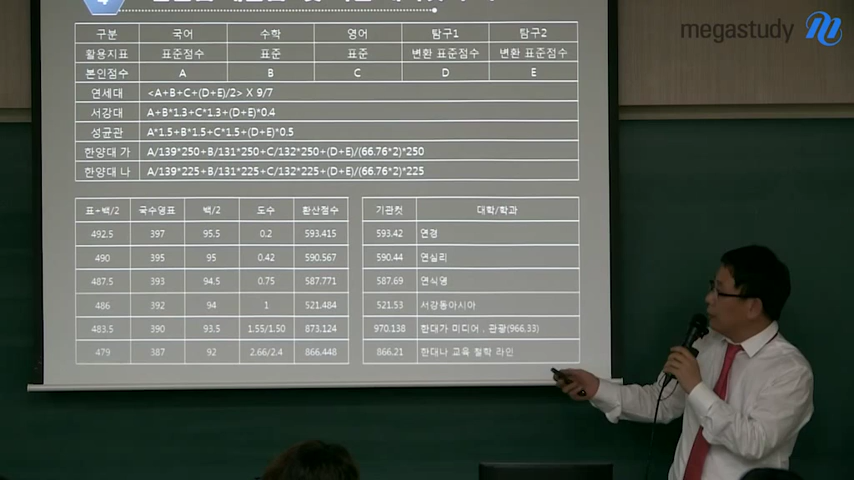 megastudy
4
구분 국어 수학 영어 탐구1 탐구2
활용지표 표준점수 표준 표준 변환 표준점수 변환 표준점수
본인점수 A B C D E
연세대 <A+B+C+(D+E)/2> X 9/7
서강대 A+B*1.3+C*1.3+(D+E)*0.4
성균관 A*1.5+B*1.5+C*1.5+(D+E)*0.5
한양대 가 A/139*250+B/131*250+C/132*250+(D+E)/(66.76*2)*250
한양대 나 A/139*225+B/131*225+C/132*225+(D+E)/(66.76*2)*225
표+백/2 국수영표 백/2 도수 환산점수 기관컷 대학/학과
492.5 397 95.5 0.2 593.415 593.42 연경
490 395 95 0.42 590.567 590.44 연실리
487.5 393 94.5 0.75 587.771 587.69 연식영
486 392 94 1 521.484 521.53 서강동아시아
483.5 390 93.5 1.55/1.50 873.124 970.138 한대가 미디어 , 관광(966.33)
479 387 92 2.66/2.4 866.448 866.21 한대나 교육 철학 라인